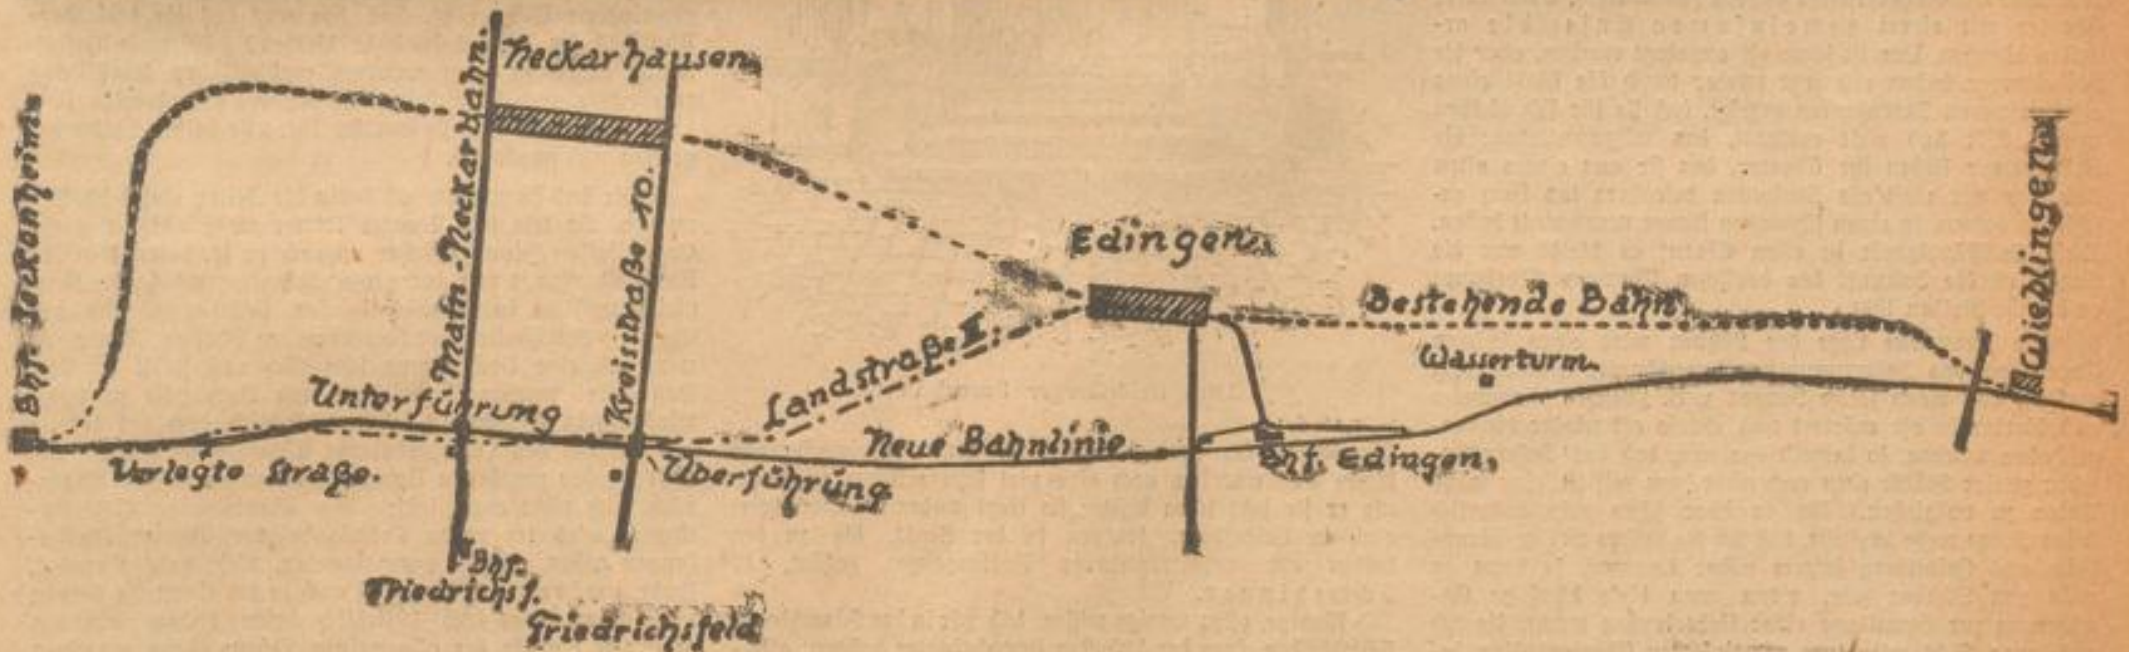 Neckarhausen.
Main-Neckar Bahn.
Bhf. Seckenheim
Kreisstraße 10.
Edingen.
Bestehende Bahn.
Wieblingen.
Landstraße II
Wasserturm.
Unterführung
Neue Bahnlinie
Verlegte Straße.
Überführung
Bhf. Edingen.
Bhf.
Friedrichsf.
Friedrichsfeld